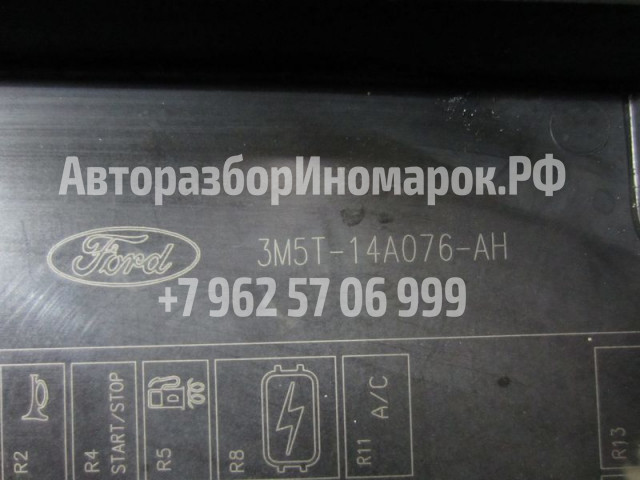 АвторазборИномарок.РФ
Ford 3M5T-14A076-AH
+7 962 57 06 999
R2
R4 START/STOP
R5
R8
R11 A/C
R13